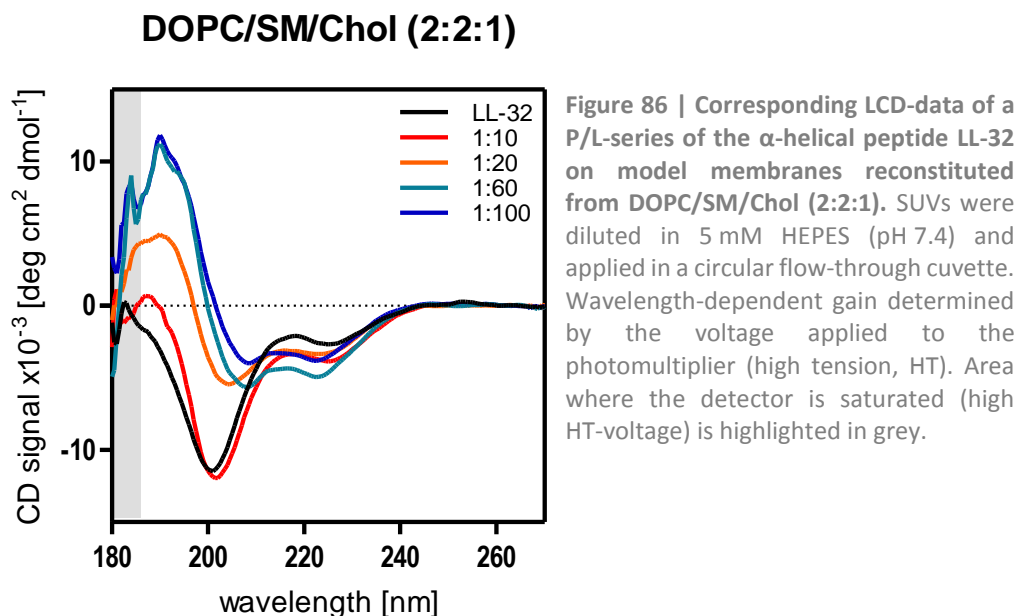 DOPC/SM/Chol (2:2:1)
CD signal x10⁻³ [deg cm² dmol⁻¹]
10
0
-10
LL-32
1:10
1:20
1:60
1:100
180
200
220
240
260
wavelength [nm]
Figure 86 | Corresponding LCD-data of a
P/L-series of the α-helical peptide LL-32
on model membranes reconstituted
from DOPC/SM/Chol (2:2:1). SUVs were
diluted in 5 mM HEPES (pH 7.4) and
applied in a circular flow-through cuvette.
Wavelength-dependent gain determined
by the voltage applied to the
photomultiplier (high tension, HT). Area
where the detector is saturated (high
HT-voltage) is highlighted in grey.